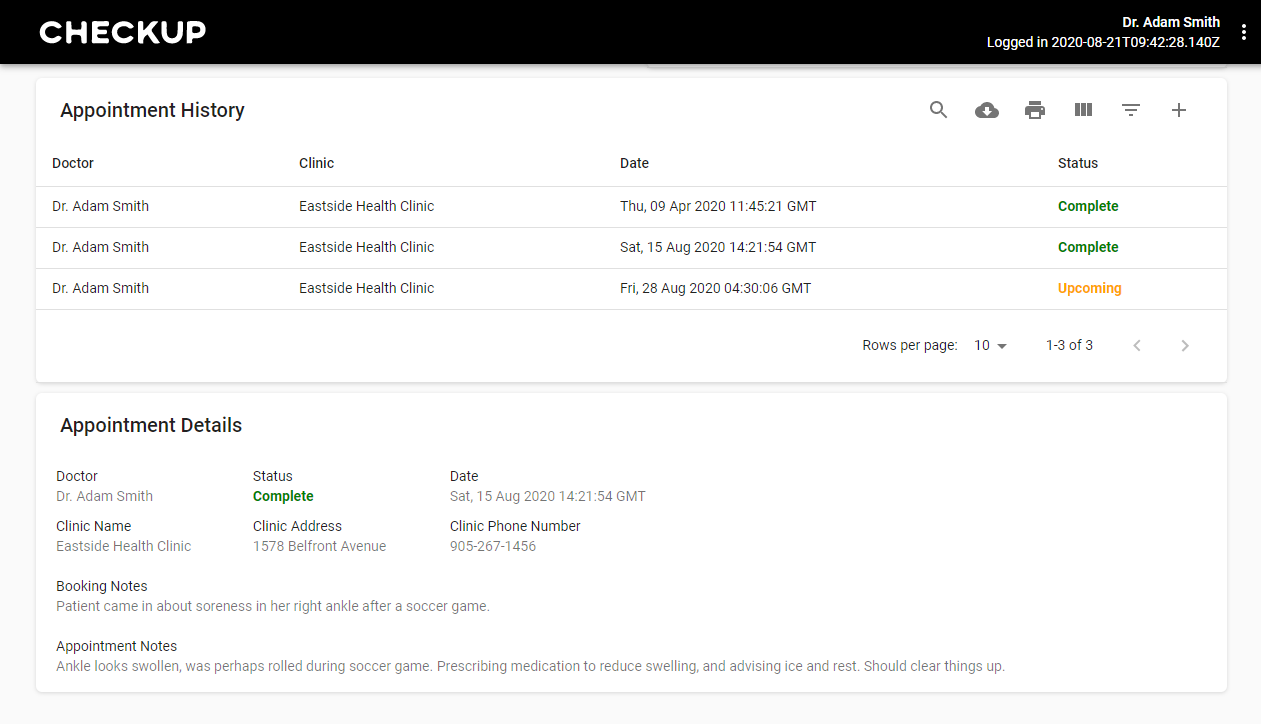 CHECKUP
Dr. Adam Smith
Logged in 2020-08-21T09:42:28.140Z
Appointment History
Doctor Clinic Date Status
Dr. Adam Smith Eastside Health Clinic Thu, 09 Apr 2020 11:45:21 GMT Complete
Dr. Adam Smith Eastside Health Clinic Sat, 15 Aug 2020 14:21:54 GMT Complete
Dr. Adam Smith Eastside Health Clinic Fri, 28 Aug 2020 04:30:06 GMT Upcoming
Rows per page: 10 1-3 of 3
Appointment Details
Doctor Status Date
Dr. Adam Smith Complete Sat, 15 Aug 2020 14:21:54 GMT
Clinic Name Clinic Address Clinic Phone Number
Eastside Health Clinic 1578 Belfront Avenue 905-267-1456
Booking Notes
Patient came in about soreness in her right ankle after a soccer game.
Appointment Notes
Ankle looks swollen, was perhaps rolled during soccer game. Prescribing medication to reduce swelling, and advising ice and rest. Should clear things up.